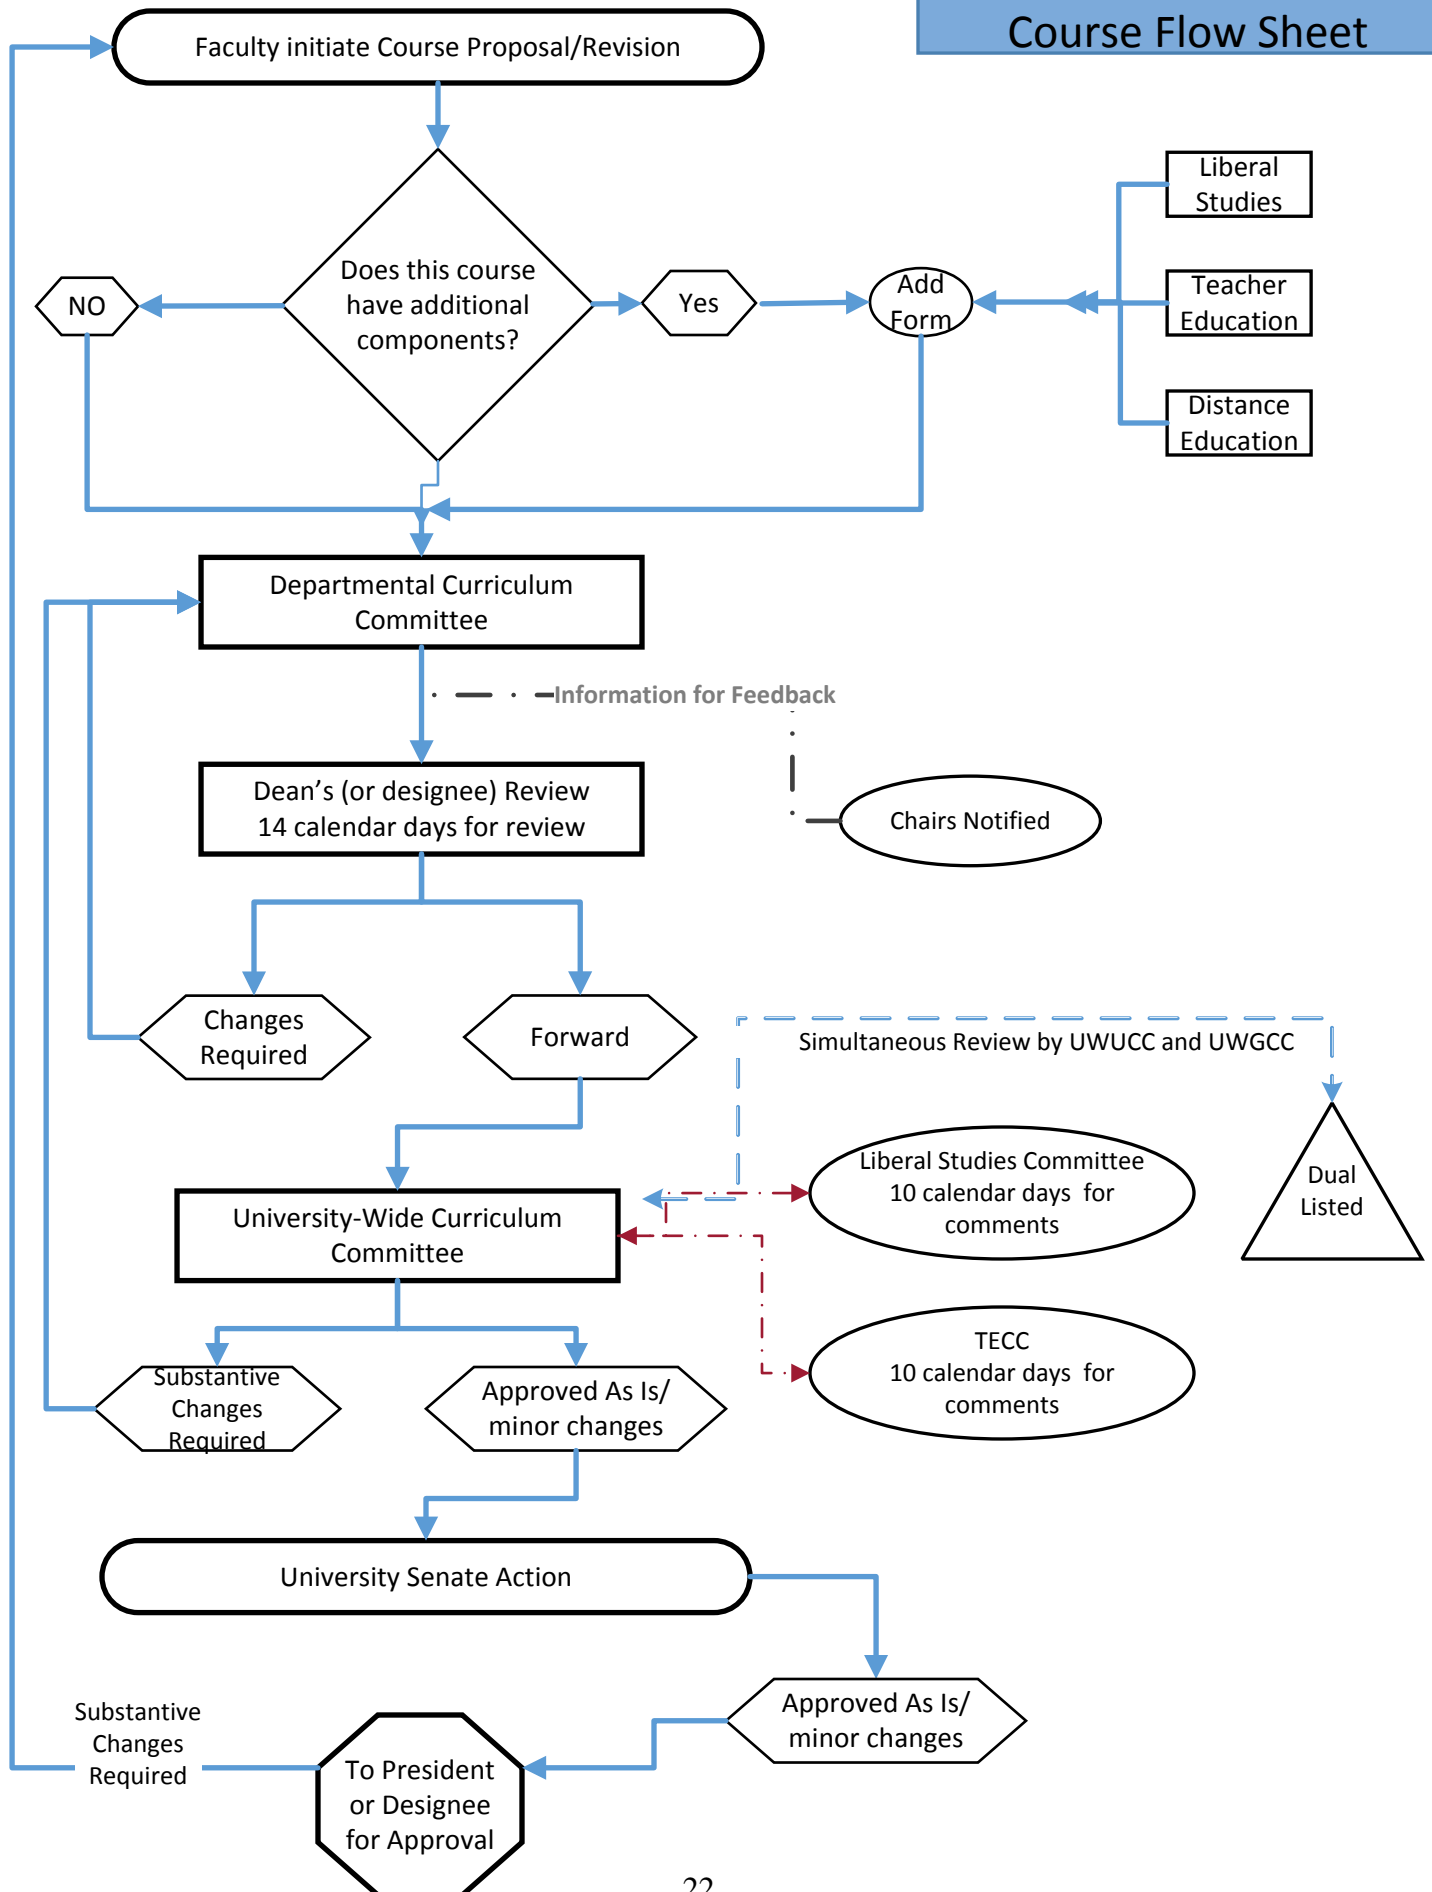 Course Flow Sheet
Faculty initiate Course Proposal/Revision
Liberal
Studies
Does this course
have additional
components?
NO
Yes
Add
Form
Teacher
Education
Distance
Education
Departmental Curriculum
Committee
Information for Feedback
Dean’s (or designee) Review
14 calendar days for review
Chairs Notified
Changes
Required
Forward
Simultaneous Review by UWUCC and UWGCC
Liberal Studies Committee
10 calendar days  for
comments
Dual
Listed
University-Wide Curriculum
Committee
TECC
10 calendar days  for
comments
Substantive
Changes
Required
Approved As Is/
minor changes
University Senate Action
Approved As Is/
minor changes
Substantive
Changes
Required
To President
or Designee
for Approval
22